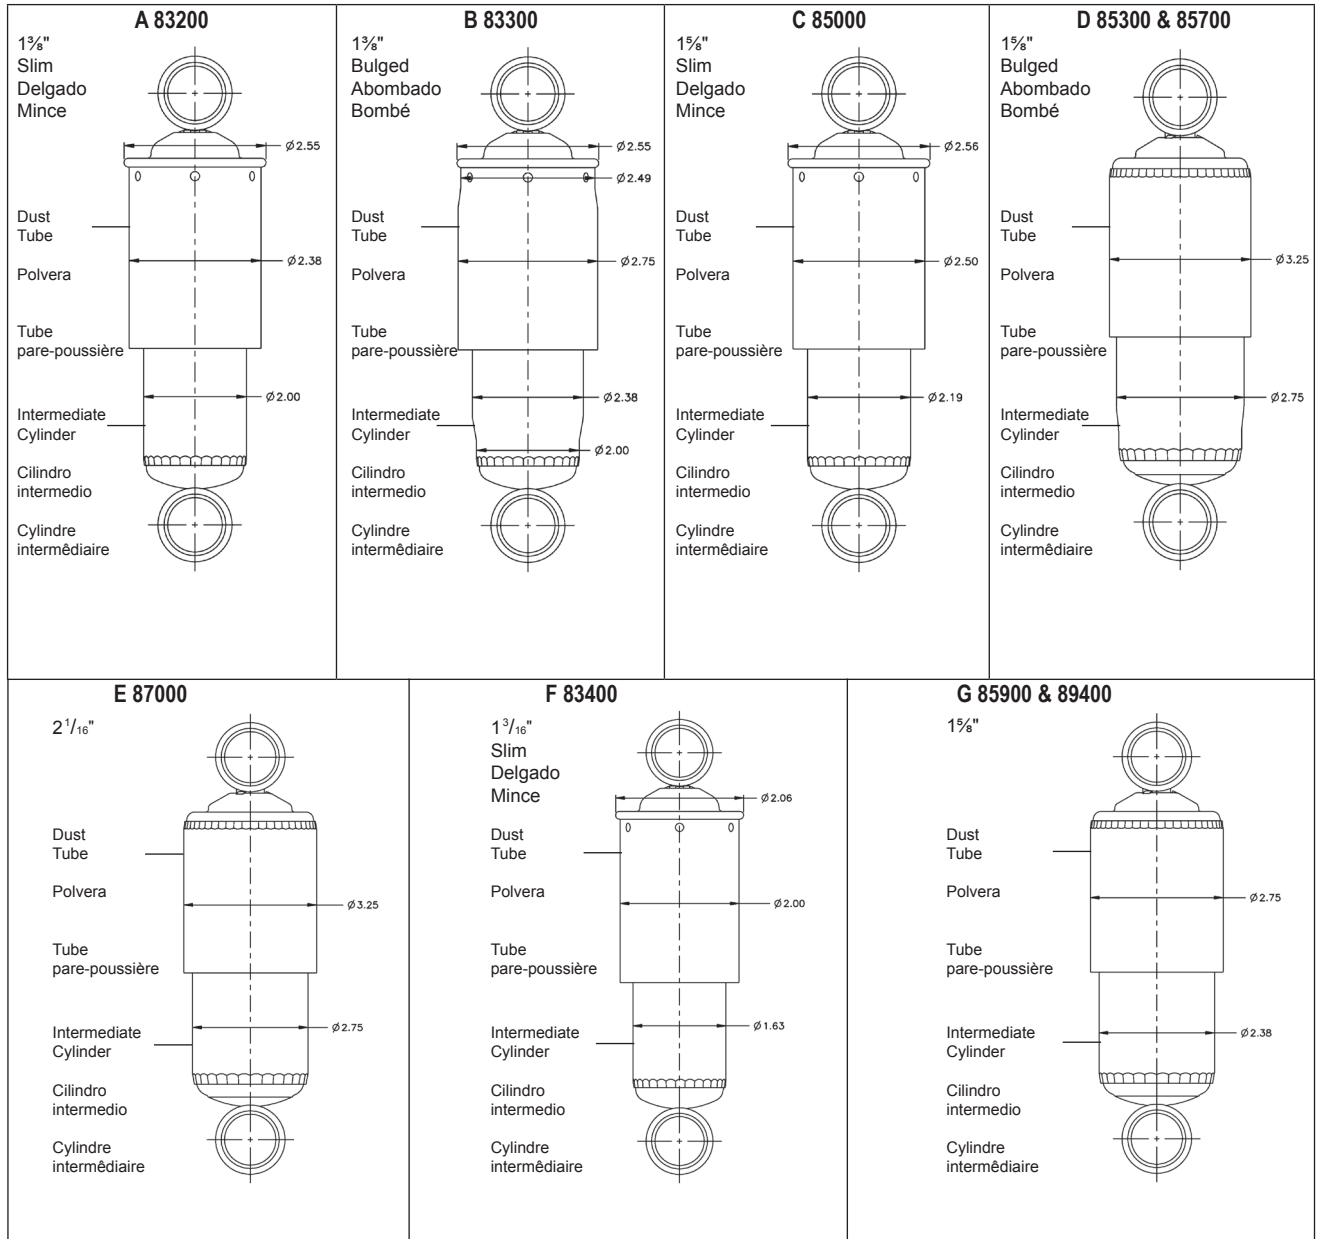 A 83200
1⅜"
Slim
Delgado
Mince
Ø2.55
Dust
Tube
Ø2.38
Polvera
Tube
pare-poussière
Ø2.00
Intermediate
Cylinder
Cilindro
intermedio
Cylindre
intermêdiaire
B 83300
1⅜"
Bulged
Abombado
Bombé
Ø2.55
Ø2.49
Dust
Tube
Ø2.75
Polvera
Tube
pare-poussière
Ø2.38
Intermediate
Cylinder
Ø2.00
Cilindro
intermedio
Cylindre
intermêdiaire
C 85000
1⅝"
Slim
Delgado
Mince
Ø2.56
Dust
Tube
Ø2.50
Polvera
Tube
pare-poussière
Ø2.19
Intermediate
Cylinder
Cilindro
intermedio
Cylindre
intermêdiaire
D 85300 & 85700
1⅝"
Bulged
Abombado
Bombé
Dust
Tube
Ø3.25
Polvera
Tube
pare-poussière
Ø2.75
Intermediate
Cylinder
Cilindro
intermedio
Cylindre
intermêdiaire
E 87000
2 1/16"
Dust
Tube
Polvera
Ø3.25
Tube
pare-poussière
Ø2.75
Intermediate
Cylinder
Cilindro
intermedio
Cylindre
intermêdiaire
F 83400
1 3/16"
Slim
Delgado
Mince
Ø2.06
Dust
Tube
Polvera
Ø2.00
Tube
pare-poussière
Ø1.63
Intermediate
Cylinder
Cilindro
intermedio
Cylindre
intermêdiaire
G 85900 & 89400
1⅝"
Dust
Tube
Polvera
Ø2.75
Tube
pare-poussière
Ø2.38
Intermediate
Cylinder
Cilindro
intermedio
Cylindre
intermêdiaire